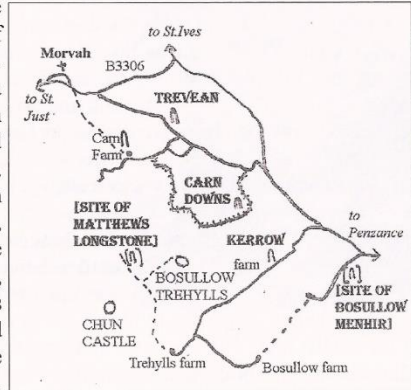 to St.Ives
Morvah
B3306
to St.
Just
TREVEAN
Carn
Farm
CARN
DOWNS
[SITE OF
MATTHEWS
LONGSTONE]
to
Penzance
KERROW
farm
BOSULLOW
TREHYLLS
[SITE OF
BOSULLOW
MENHIR]
CHUN
CASTLE
Trehylls farm
Bosullow farm